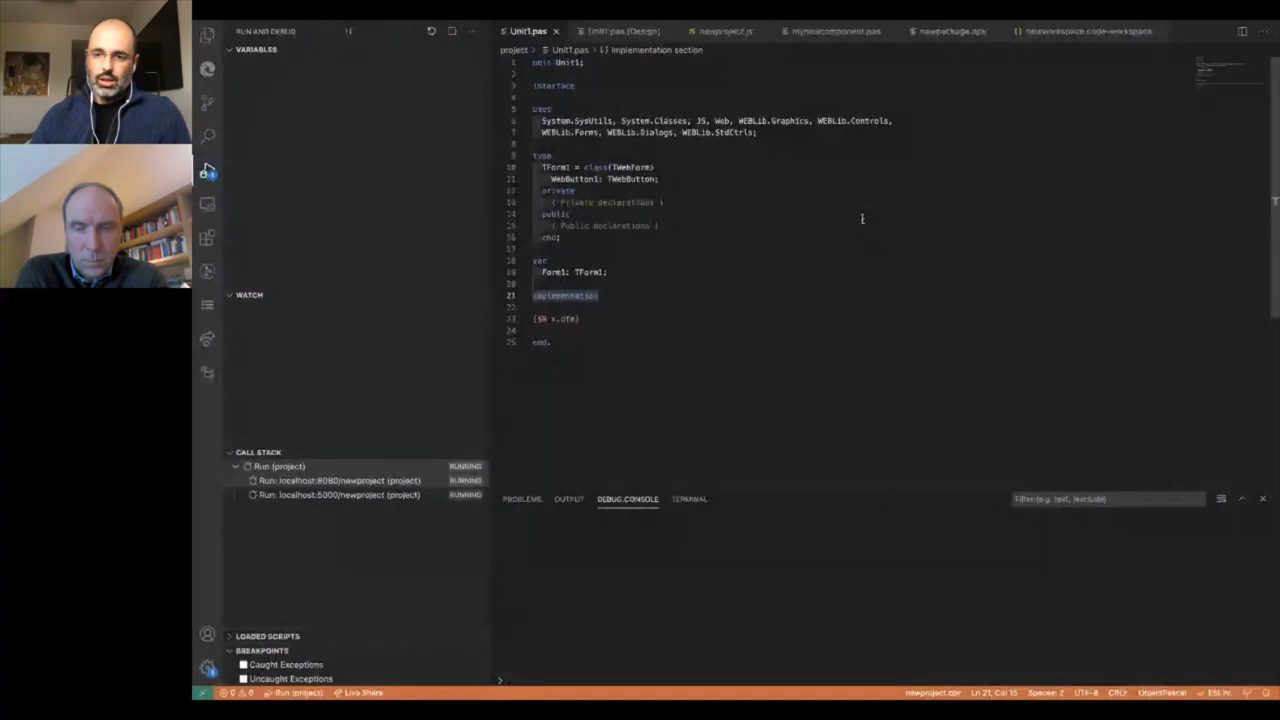 RUN AND DEBUG
VARIABLES
WATCH
CALL STACK
Run (project) RUNNING
Run: localhost:8080/newproject (project) RUNNING
Run: localhost:5000/newproject (project) RUNNING
LOADED SCRIPTS
BREAKPOINTS
Caught Exceptions
Uncaught Exceptions
Unit1.pas Unit1.pas [Design] newproject.js mynewcomponent.pas newpackage.dpk newworkspace.code-workspace
project > Unit1.pas > {} implementation section
1 unit Unit1;
2
3 interface
4
5 uses
6 System.SysUtils, System.Classes, JS, Web, WEBLib.Graphics, WEBLib.Controls,
7 WEBLib.Forms, WEBLib.Dialogs, WEBLib.StdCtrls;
8
9 type
10 TForm1 = class(TWebForm)
11 WebButton1: TWebButton;
12 private
13 { Private declarations }
14 public
15 { Public declarations }
16 end;
17
18 var
19 Form1: TForm1;
20
21 implementation
22
23 {$R *.dfm}
24
25 end.
PROBLEMS OUTPUT DEBUG CONSOLE TERMINAL Filter (e.g. text, !exclude)
0 0 Run (project) Live Share newproject.dpr Ln 21, Col 15 Spaces: 2 UTF-8 CRLF ObjectPascal ESLint